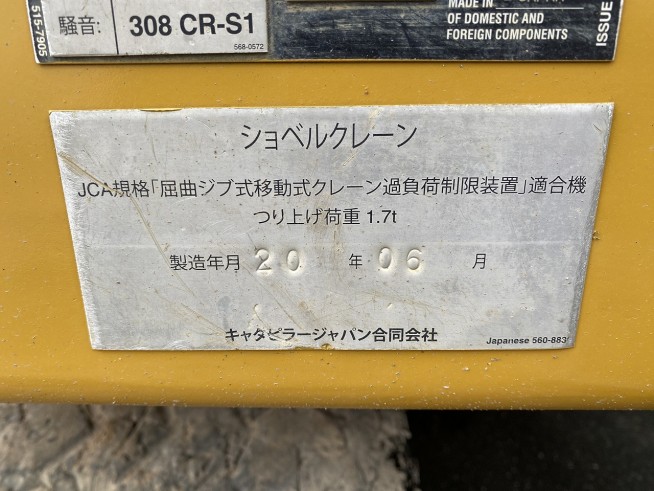 515-7905
騒音:
308 CR-S1
568-0572
MADE IN
OF DOMESTIC AND
FOREIGN COMPONENTS
ISSUE
ショベルクレーン
JCA規格「屈曲ジブ式移動式クレーン過負荷制限装置」適合機
つり上げ荷重 1.7t
製造年月 20 年 06 月
キャタピラージャパン合同会社
Japanese 560-883